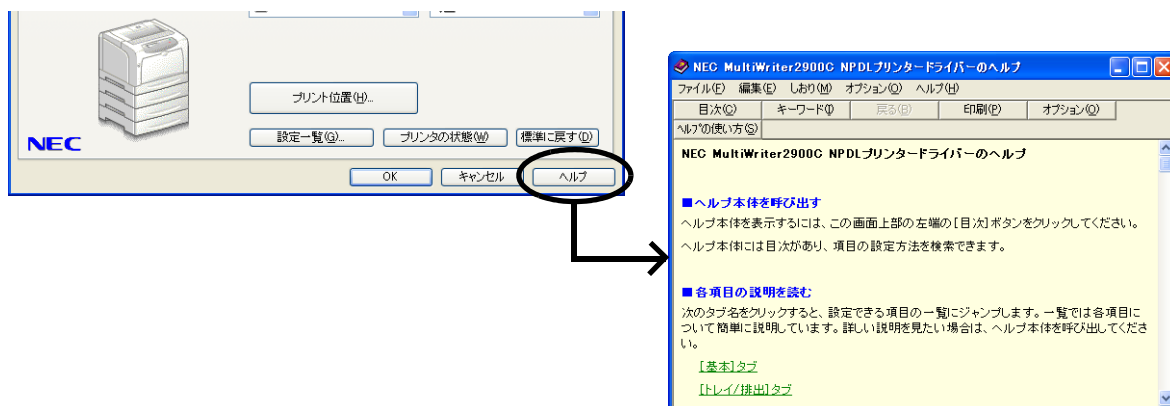 プリント位置(H)...
NEC
設定一覧(G)...
プリンタの状態(W)
標準に戻す(D)
OK
キャンセル
ヘルプ
NEC MultiWriter2900C NPDLプリンタードライバーのヘルプ
ファイル(F) 編集(E) しおり(M) オプション(O) ヘルプ(H)
目次(C) キーワード(I) 戻る(B) 印刷(P) オプション(O)
ヘルプの使い方(S)
NEC MultiWriter2900C NPDLプリンタードライバーのヘルプ
■ヘルプ本体を呼び出す
ヘルプ本体を表示するには、この画面上部の左端の[目次]ボタンをクリックしてください。
ヘルプ本体には目次があり、項目の設定方法を検索できます。
■各項目の説明を読む
次のタブ名をクリックすると、設定できる項目の一覧にジャンプします。一覧では各項目に
ついて簡単に説明しています。詳しい説明を見たい場合は、ヘルプ本体を呼び出してくださ
い。
[基本]タブ
[トレイ/排出]タブ